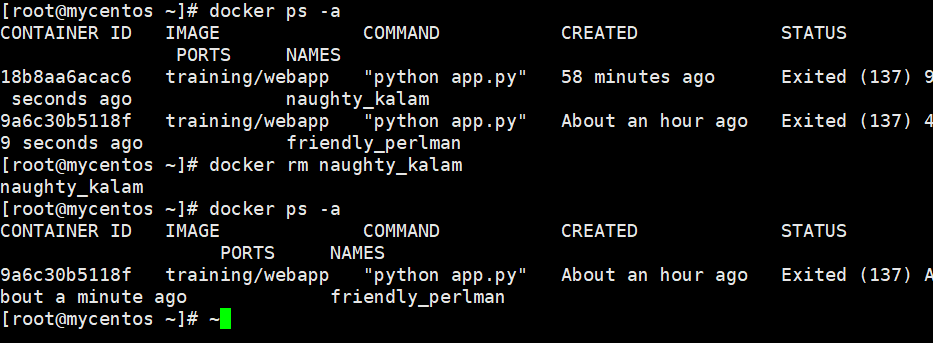 [root@mycentos ~]# docker ps -a
CONTAINER ID   IMAGE             COMMAND           CREATED             STATUS
                PORTS     NAMES
18b8aa6acac6   training/webapp   "python app.py"   58 minutes ago      Exited (137) 9
 seconds ago              naughty_kalam
9a6c30b5118f   training/webapp   "python app.py"   About an hour ago   Exited (137) 4
9 seconds ago             friendly_perlman
[root@mycentos ~]# docker rm naughty_kalam
naughty_kalam
[root@mycentos ~]# docker ps -a
CONTAINER ID   IMAGE             COMMAND           CREATED             STATUS
                    PORTS     NAMES
9a6c30b5118f   training/webapp   "python app.py"   About an hour ago   Exited (137) A
bout a minute ago             friendly_perlman
[root@mycentos ~]# ~